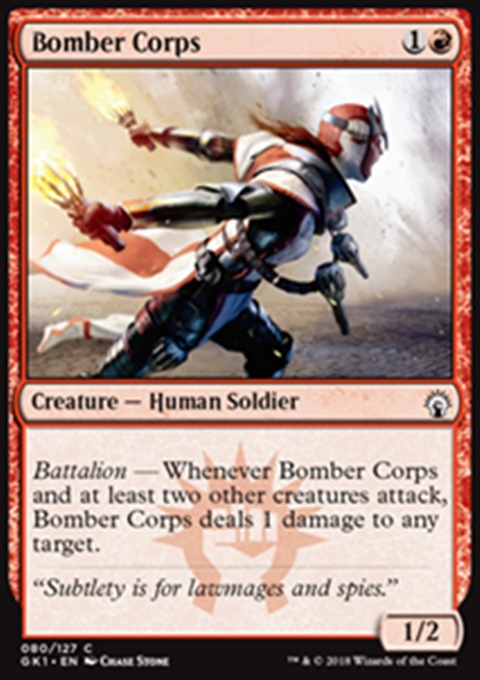 Bomber Corps 1
Creature — Human Soldier
Battalion — Whenever Bomber Corps
and at least two other creatures attack,
Bomber Corps deals 1 damage to any
target.
“Subtlety is for lawmages and spies.”
1/2
080/127 C
GK1 • EN Chase Stone
™ & © 2018 Wizards of the Coast